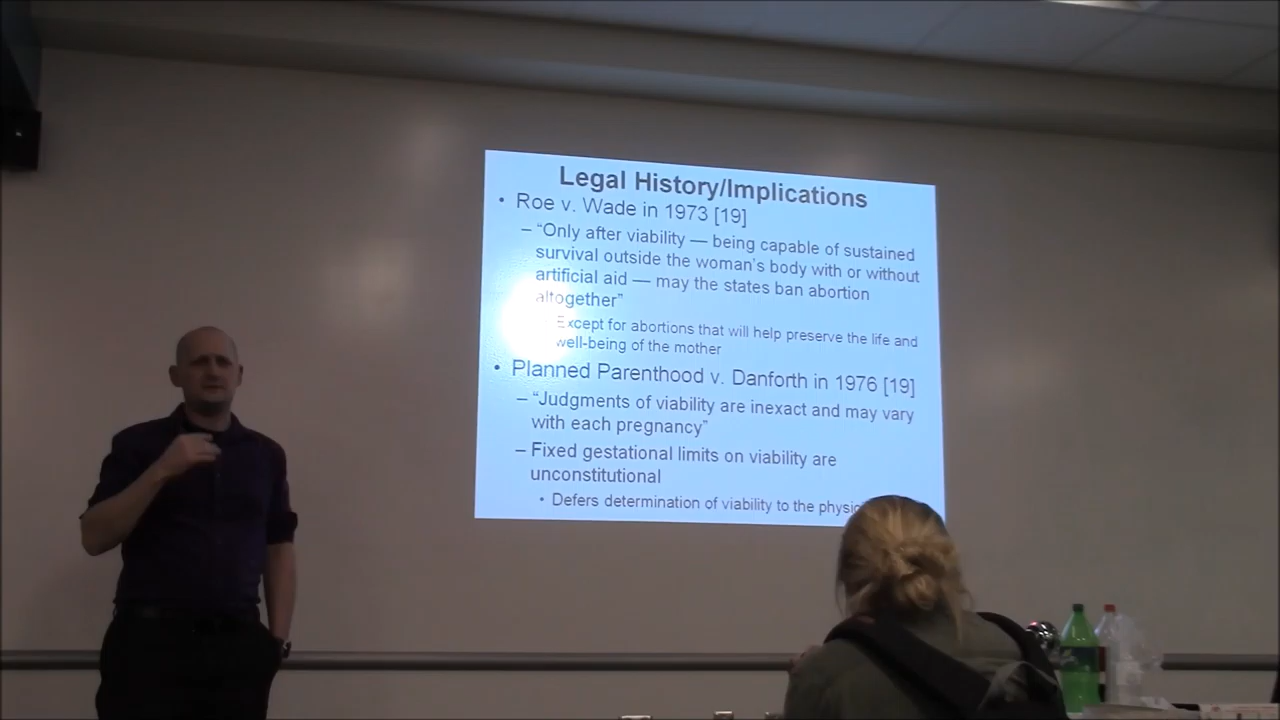 Legal History/Implications
• Roe v. Wade in 1973 [19]
– “Only after viability — being capable of sustained
survival outside the woman’s body with or without
artificial aid — may the states ban abortion
altogether”
Except for abortions that will help preserve the life and
well-being of the mother
• Planned Parenthood v. Danforth in 1976 [19]
– “Judgments of viability are inexact and may vary
with each pregnancy”
– Fixed gestational limits on viability are
unconstitutional
• Defers determination of viability to the